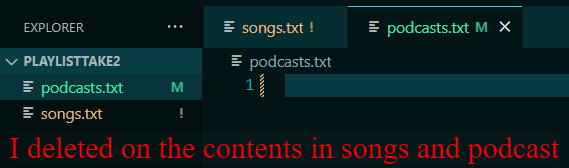 EXPLORER ...
songs.txt !
podcasts.txt M ×
PLAYLISTTAKE2
podcasts.txt M
songs.txt !
podcasts.txt
1
I deleted on the contents in songs and podcast